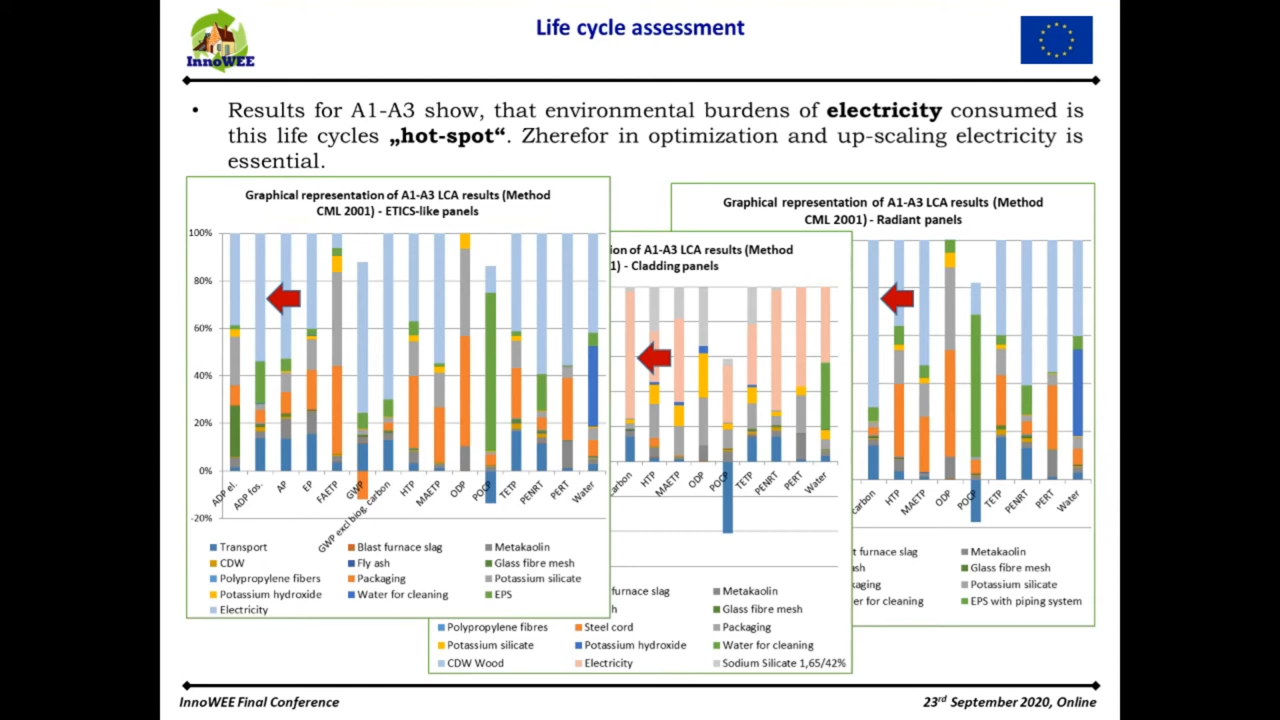 InnoWEE
Life cycle assessment
• Results for A1-A3 show, that environmental burdens of electricity consumed is
this life cycles „hot-spot“. Zherefor in optimization and up-scaling electricity is
essential.
Graphical representation of A1-A3 LCA results (Method
CML 2001) - ETICS-like panels
100%
80%
60%
40%
20%
0%
-20%
ADP el.
ADP fos.
AP
EP
FAETP
GWP
GWP excl biog. carbon
HTP
MAETP
ODP
POCP
TETP
PENRT
PERT
Water
Transport
Blast furnace slag
Metakaolin
CDW
Fly ash
Glass fibre mesh
Polypropylene fibers
Packaging
Potassium silicate
Potassium hydroxide
Water for cleaning
EPS
Electricity
ion of A1-A3 LCA results (Method
1) - Cladding panels
carbon
HTP
MAETP
ODP
POCP
TETP
PENRT
PERT
Water
furnace slag
Metakaolin
h
Glass fibre mesh
Polypropylene fibres
Steel cord
Packaging
Potassium silicate
Potassium hydroxide
Water for cleaning
CDW Wood
Electricity
Sodium Silicate 1,65/42%
Graphical representation of A1-A3 LCA results (Method
CML 2001) - Radiant panels
carbon
HTP
MAETP
ODP
POCP
TETP
PENRT
PERT
Water
t furnace slag
Metakaolin
sh
Glass fibre mesh
kaging
Potassium silicate
er for cleaning
EPS with piping system
InnoWEE Final Conference
23rd September 2020, Online